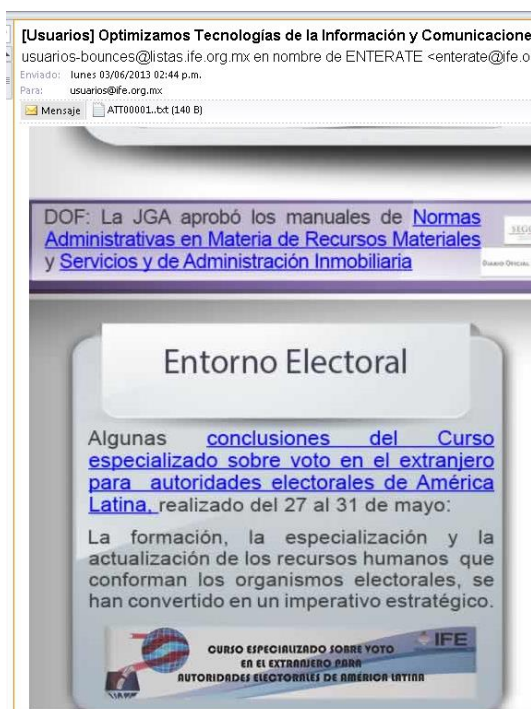 [Usuarios] Optimizamos Tecnologías de la Información y Comunicacione
usuarios-bounces@listas.ife.org.mx en nombre de ENTERATE <enterate@ife.o
Enviado: lunes 03/06/2013 02:44 p.m.
Para: usuarios@ife.org.mx
Mensaje ATT00001..txt (140 B)
DOF: La JGA aprobó los manuales de Normas
Administrativas en Materia de Recursos Materiales
y Servicios y de Administración Inmobiliaria
SEG
Diario Oficial
Entorno Electoral
Algunas conclusiones del Curso
especializado sobre voto en el extranjero
para autoridades electorales de América
Latina, realizado del 27 al 31 de mayo:
La formación, la especialización y la
actualización de los recursos humanos que
conforman los organismos electorales, se
han convertido en un imperativo estratégico.
IFE
CURSO ESPECIALIZADO SOBRE VOTO
EN EL EXTRANJERO PARA
AUTORIDADES ELECTORALES DE AMÉRICA LATINA